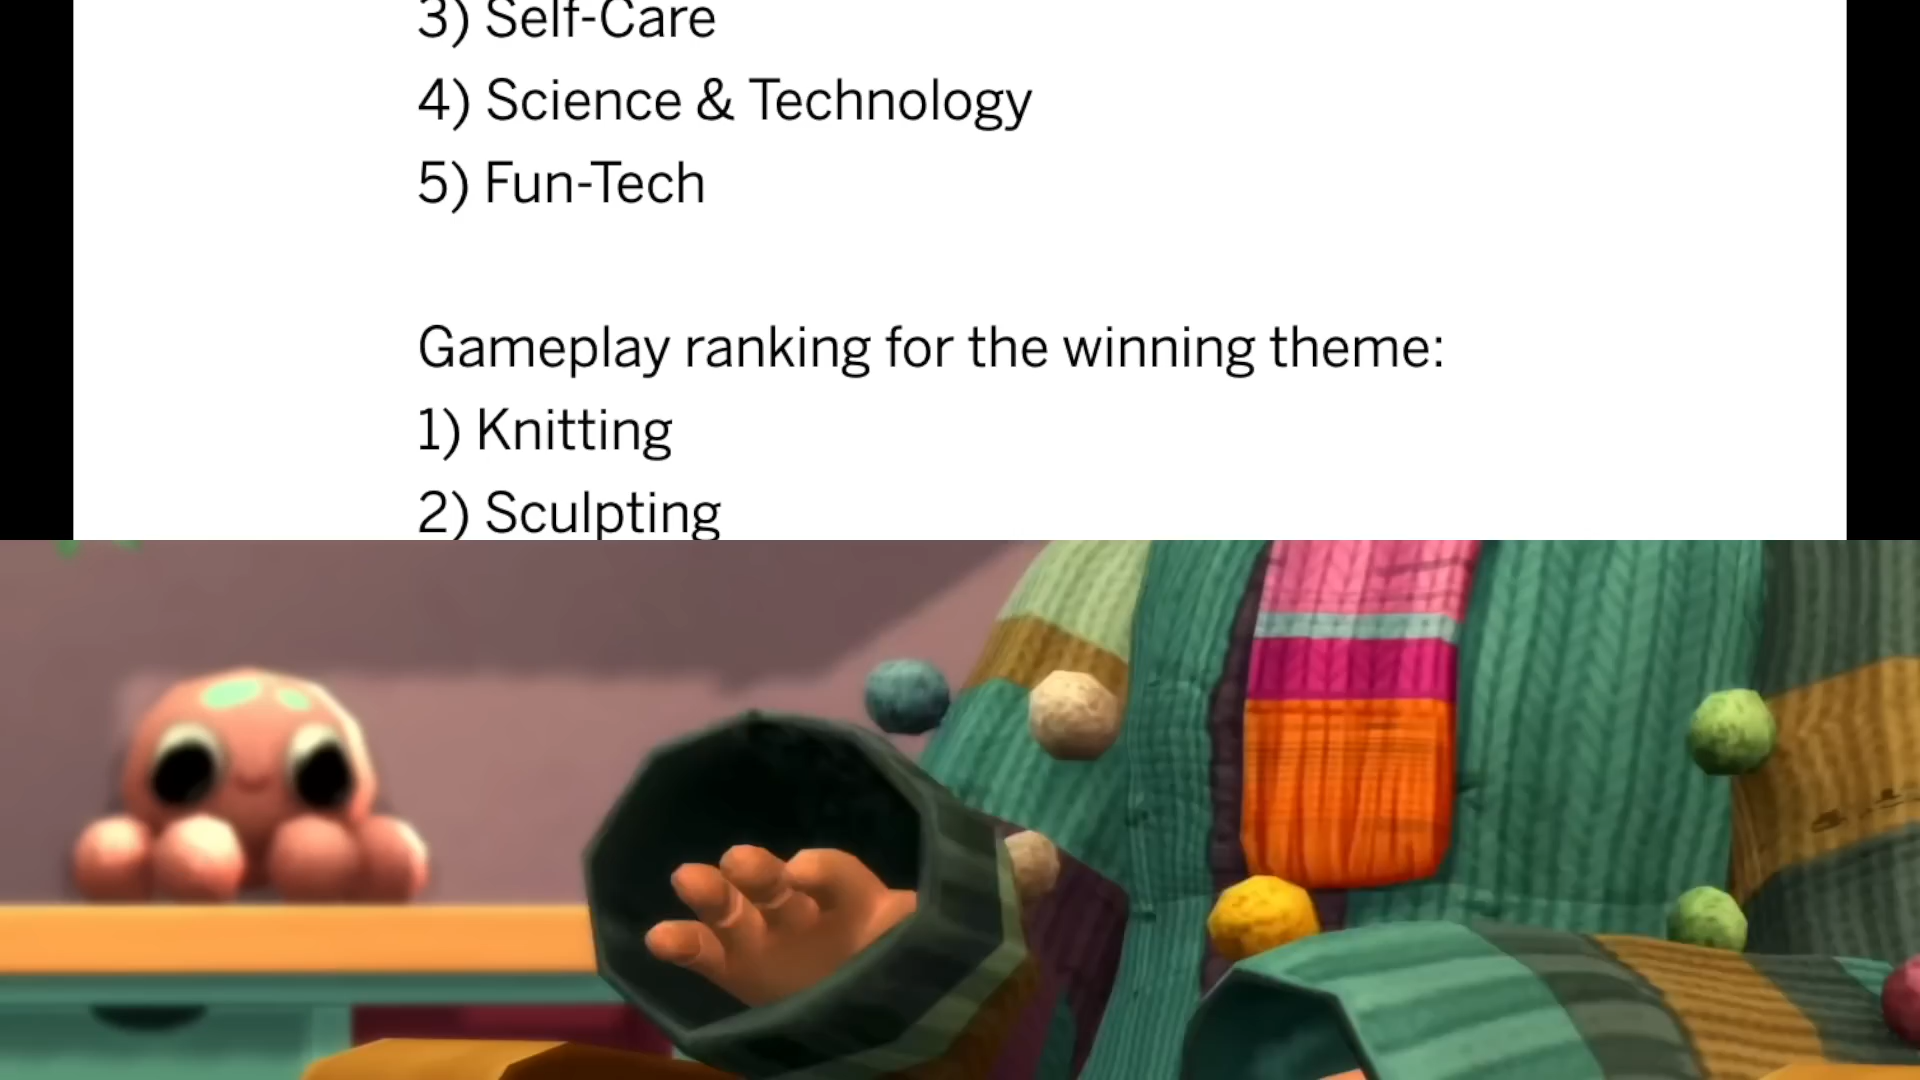 3) Self-Care
4) Science & Technology
5) Fun-Tech
Gameplay ranking for the winning theme:
1) Knitting
2) Sculpting